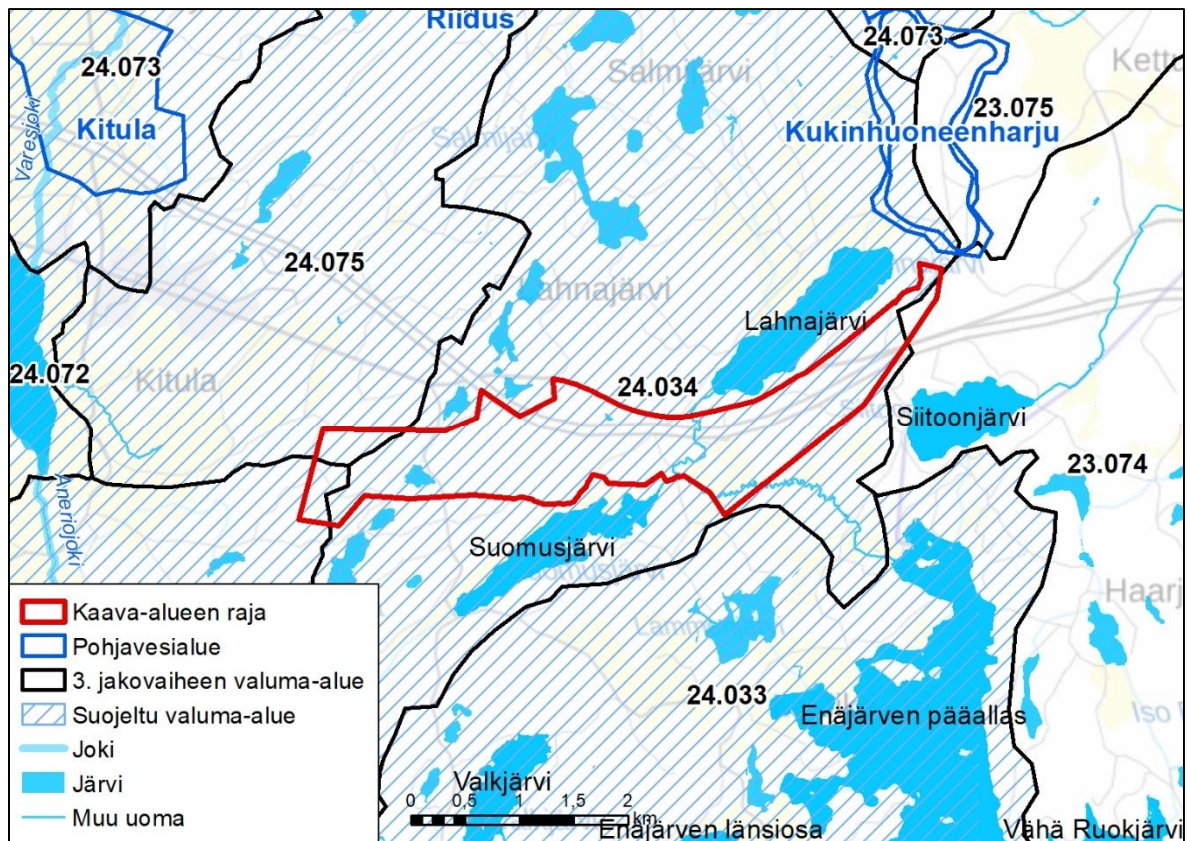 Riidus
24.073
24.073
Kettu
Salmijärvi
23.075
Kitula
Varesjoki
Kukinhuoneenharju
24.075
Lahnajärvi
Lahnajärvi
24.072
Kitula
24.034
Siitoonjärvi
23.074
Aneriojoki
Suomusjärvi
Haarj
24.033
Enäjärven pääallas
Iso
Valkjärvi
0 0,5 1 1,5 2
km
Enäjärven länsiosa
Vähä Ruokjärvi
Kaava-alueen raja
Pohjavesialue
3. jakovaiheen valuma-alue
Suojeltu valuma-alue
Joki
Järvi
Muu uoma